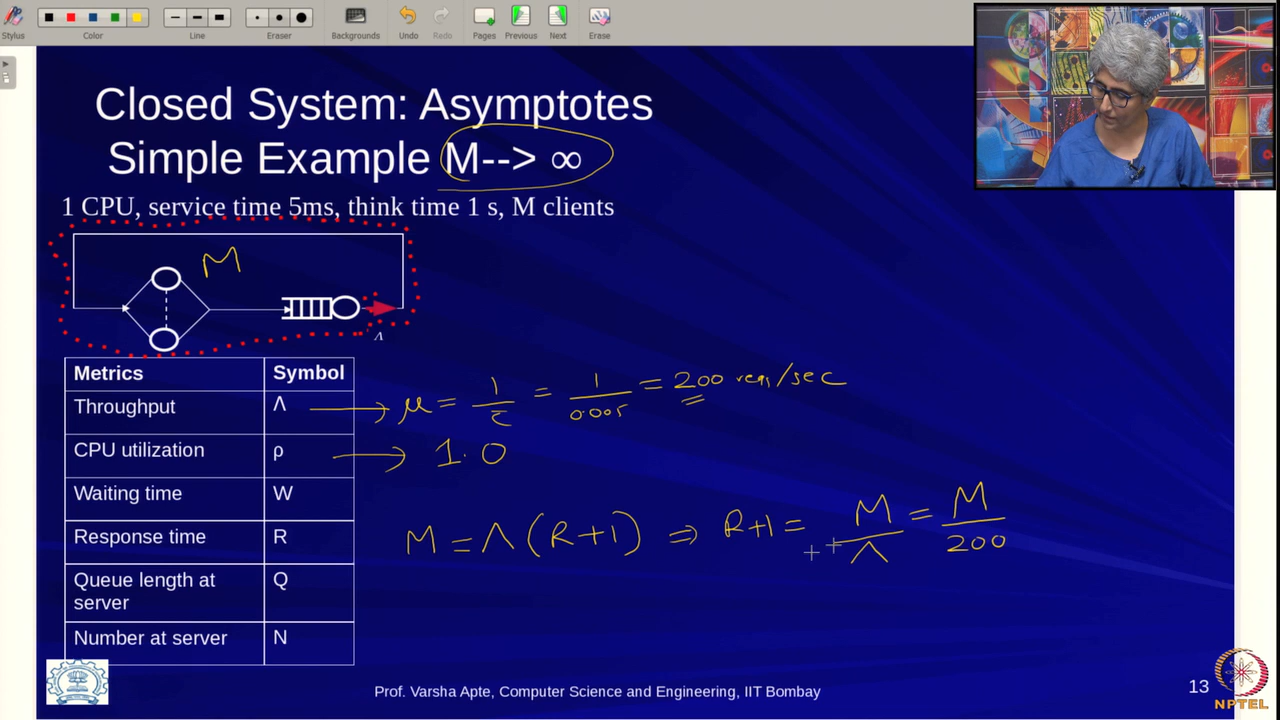 Stylus Color Line Eraser Backgrounds Undo Redo Pages Previous Next Erase
Closed System: Asymptotes
Simple Example M--> ∞
1 CPU, service time 5ms, think time 1 s, M clients
M
Λ
Metrics Symbol
Throughput Λ → μ = 1/τ = 1/0.005 = 200 reqs/sec
CPU utilization ρ → 1.0
Waiting time W
Response time R
M = Λ(R+1) ⇒ R+1 = M/Λ = M/200
Queue length at
server Q
Number at server N
Prof. Varsha Apte, Computer Science and Engineering, IIT Bombay
13
NPTEL